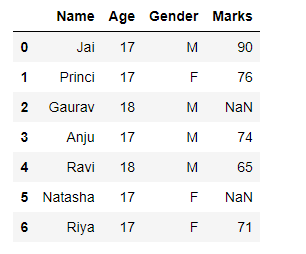 Name Age Gender Marks
0 Jai 17 M 90
1 Princi 17 F 76
2 Gaurav 18 M NaN
3 Anju 17 M 74
4 Ravi 18 M 65
5 Natasha 17 F NaN
6 Riya 17 F 71